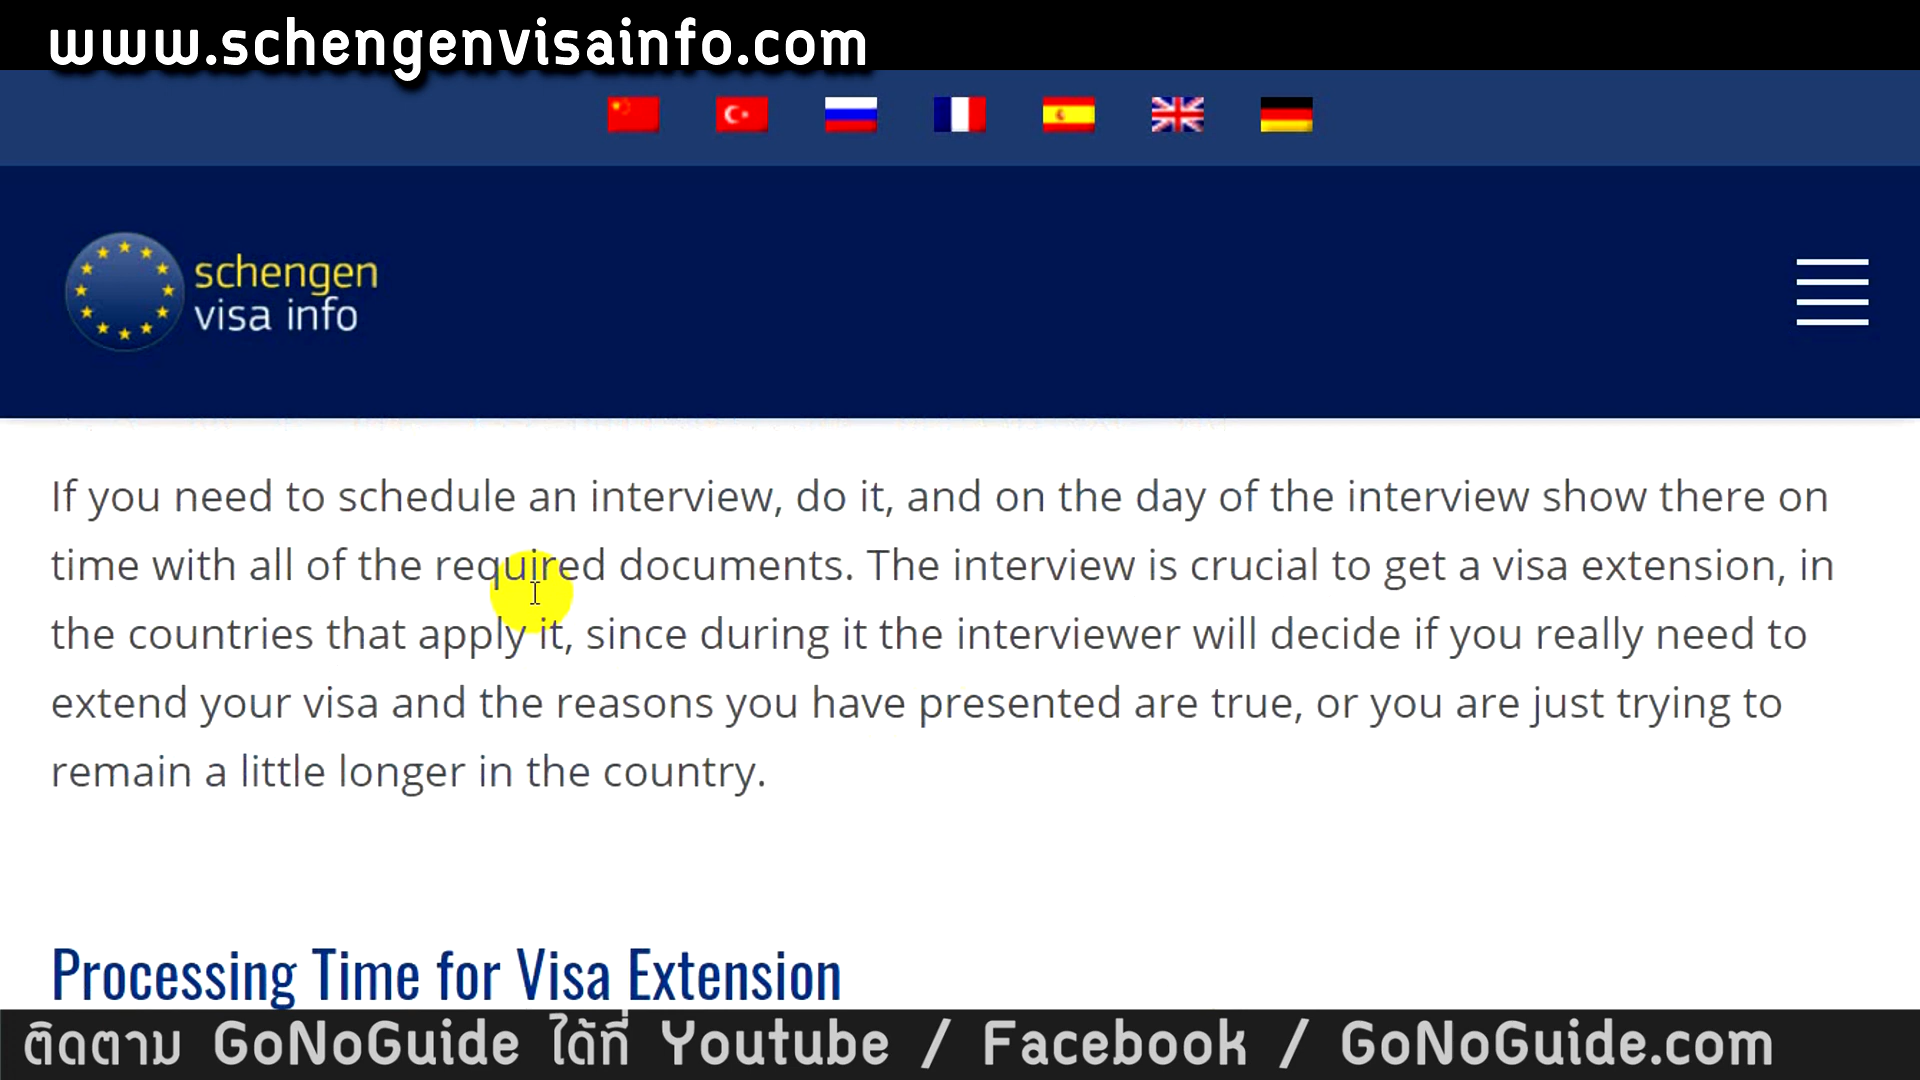 www.schengenvisainfo.com
schengen
visa info
If you need to schedule an interview, do it, and on the day of the interview show there on
time with all of the required documents. The interview is crucial to get a visa extension, in
the countries that apply it, since during it the interviewer will decide if you really need to
extend your visa and the reasons you have presented are true, or you are just trying to
remain a little longer in the country.
Processing Time for Visa Extension
ติดตาม GoNoGuide ได้ที่ Youtube / Facebook / GoNoGuide.com